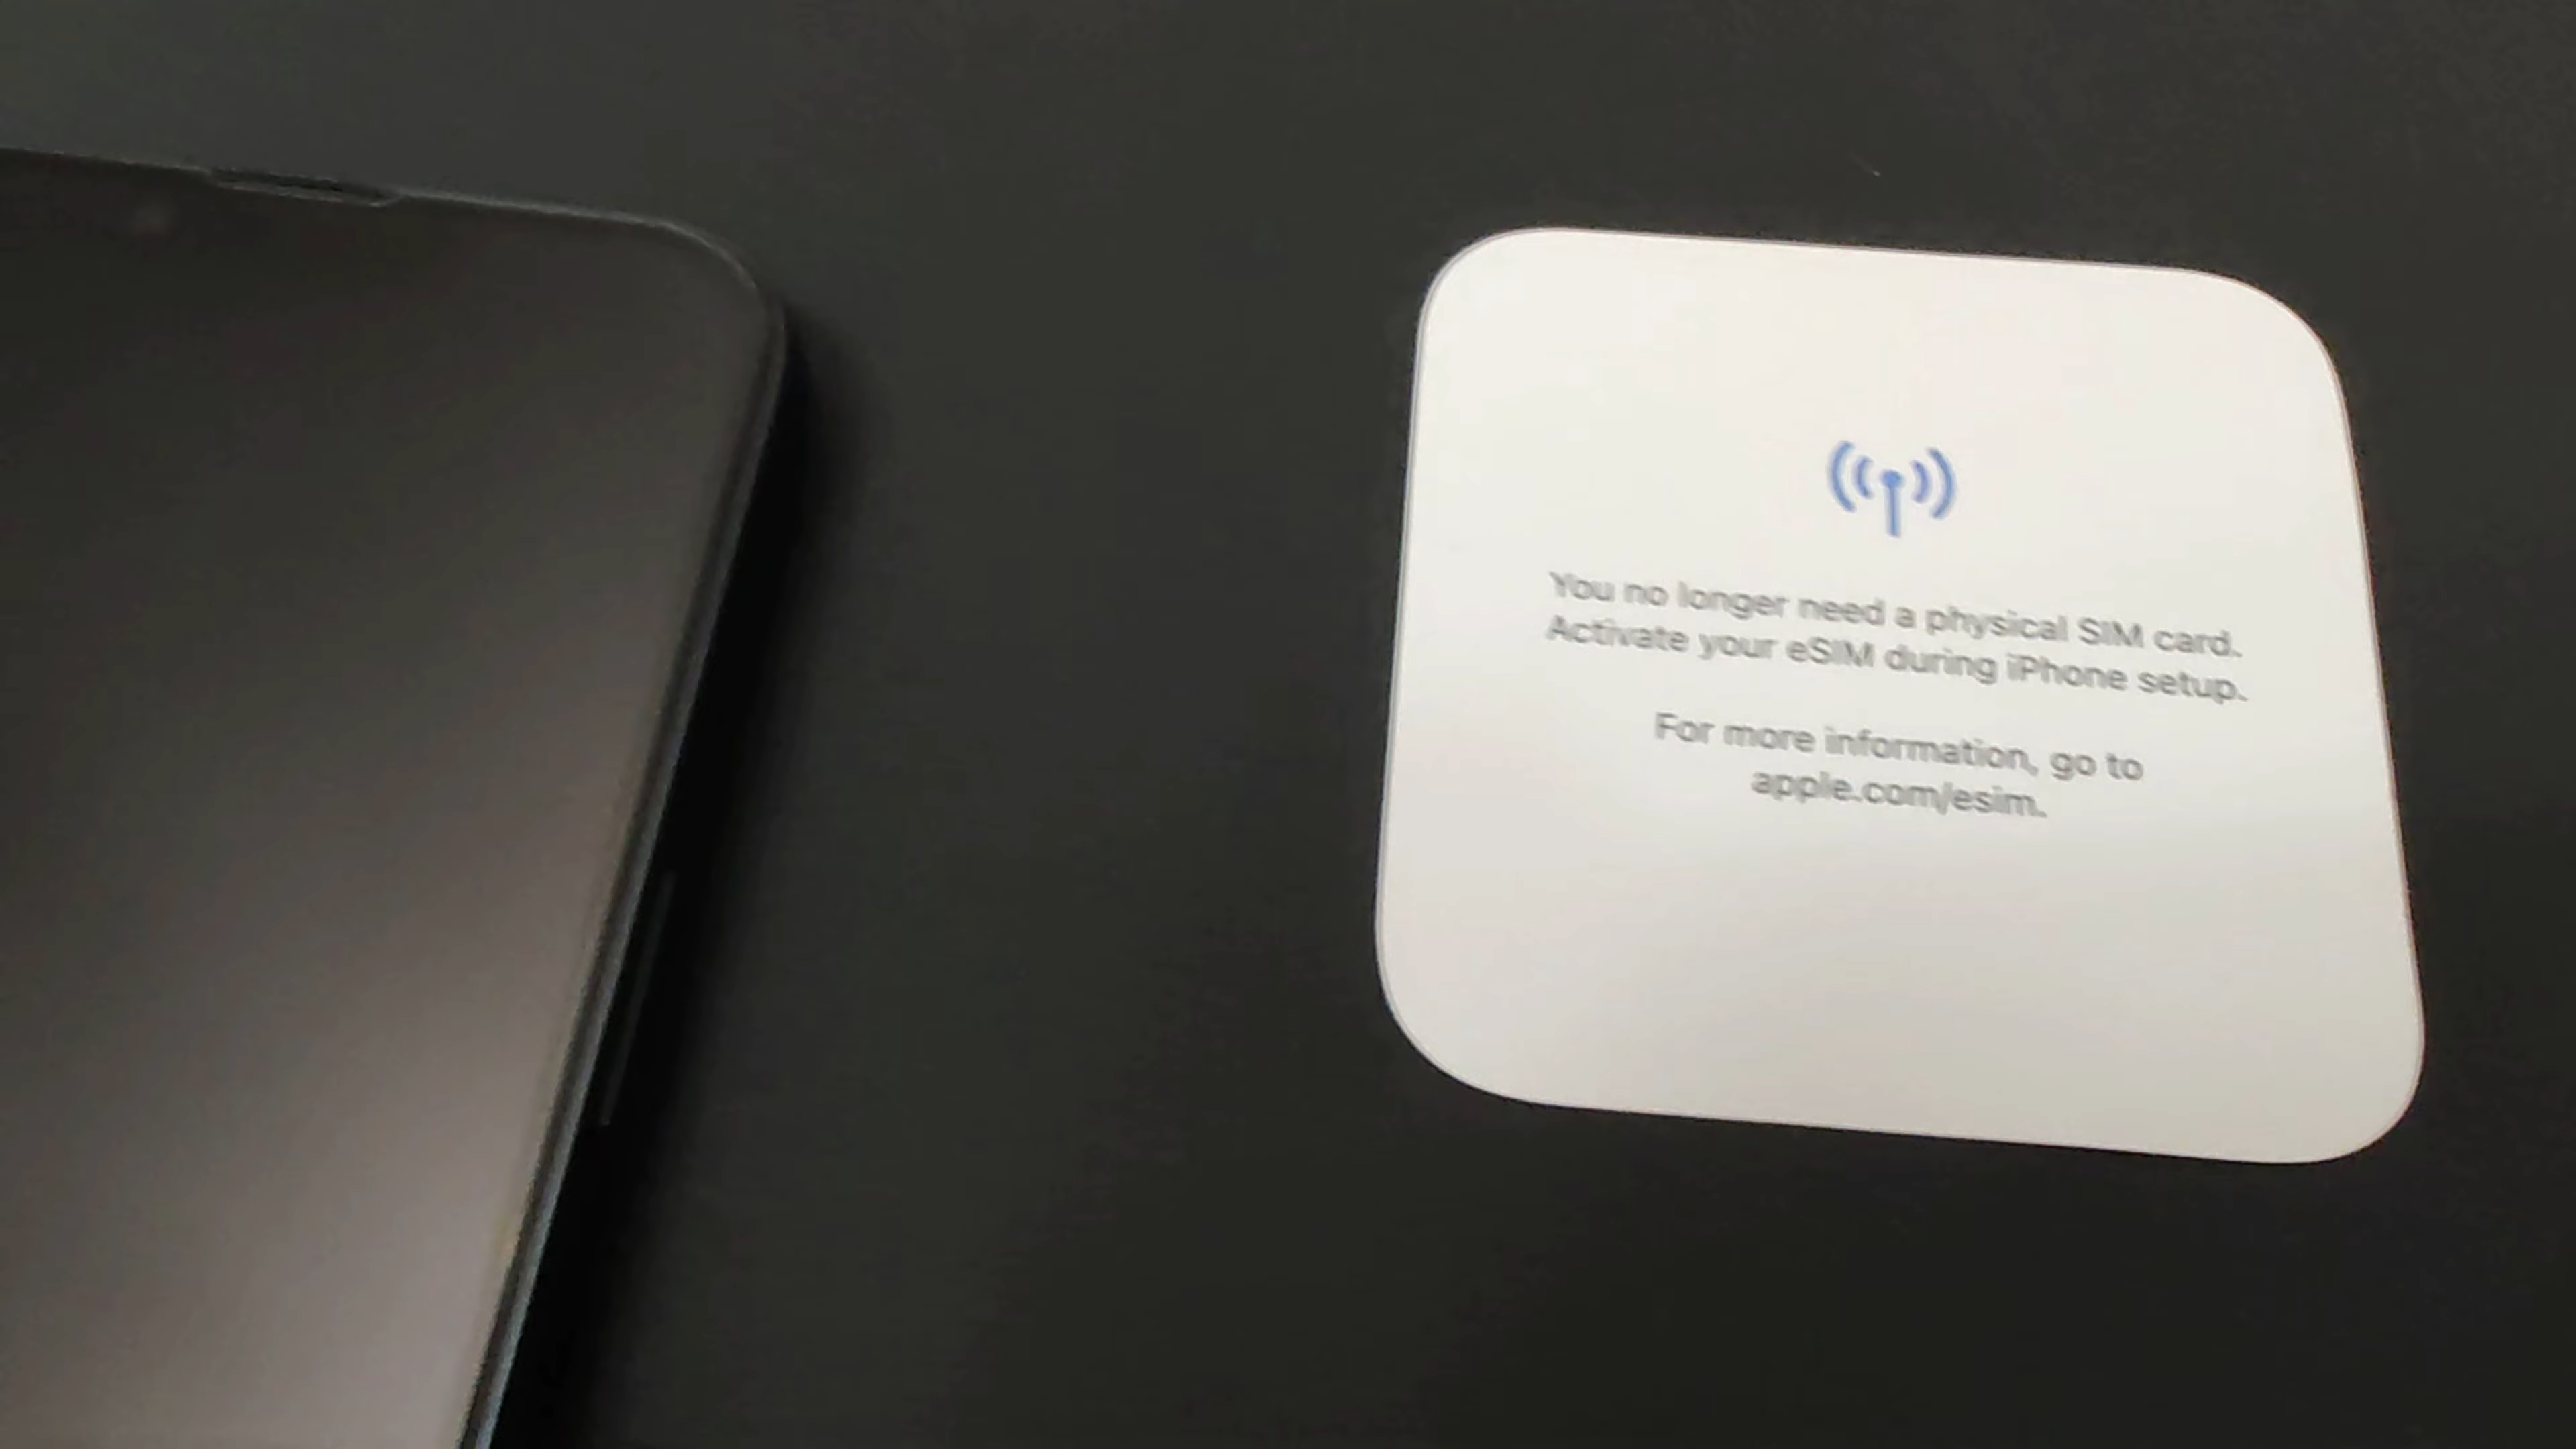 You no longer need a physical SIM card.
Activate your eSIM during iPhone setup.
For more information, go to
apple.com/esim.